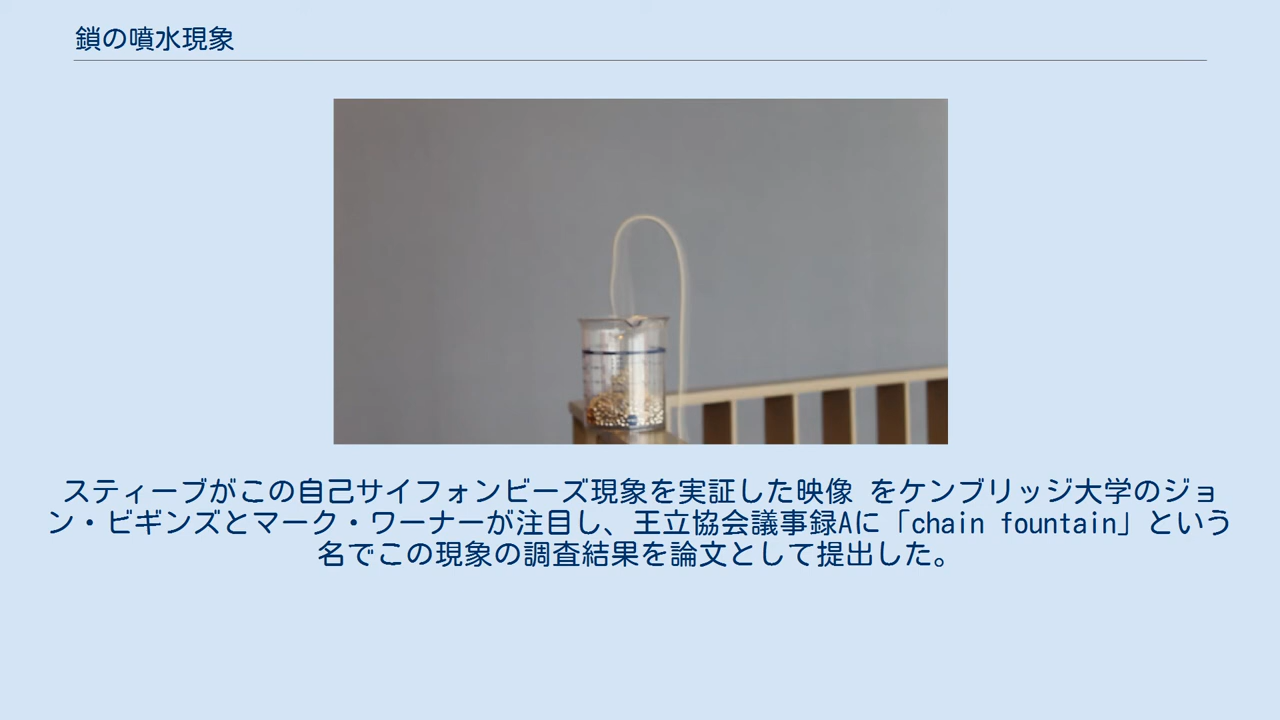 鎖の噴水現象
スティーブがこの自己サイフォンビーズ現象を実証した映像 をケンブリッジ大学のジョ
ン・ビギンズとマーク・ワーナーが注目し、王立協会議事録Aに「chain fountain」という
名でこの現象の調査結果を論文として提出した。